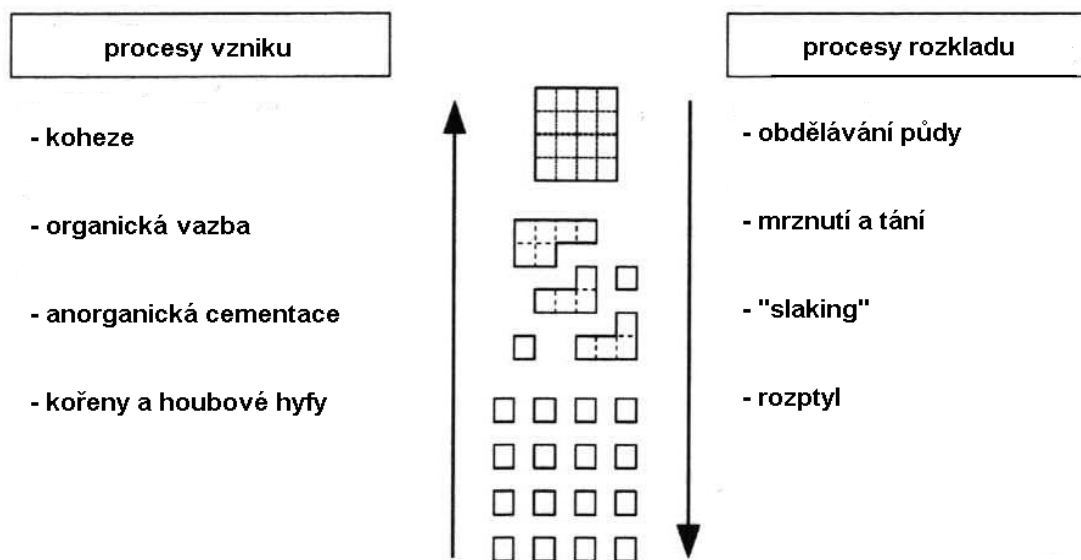 procesy vzniku
- koheze
- organická vazba
- anorganická cementace
- kořeny a houbové hyfy
procesy rozkladu
- obdělávání půdy
- mrznutí a tání
- "slaking"
- rozptyl